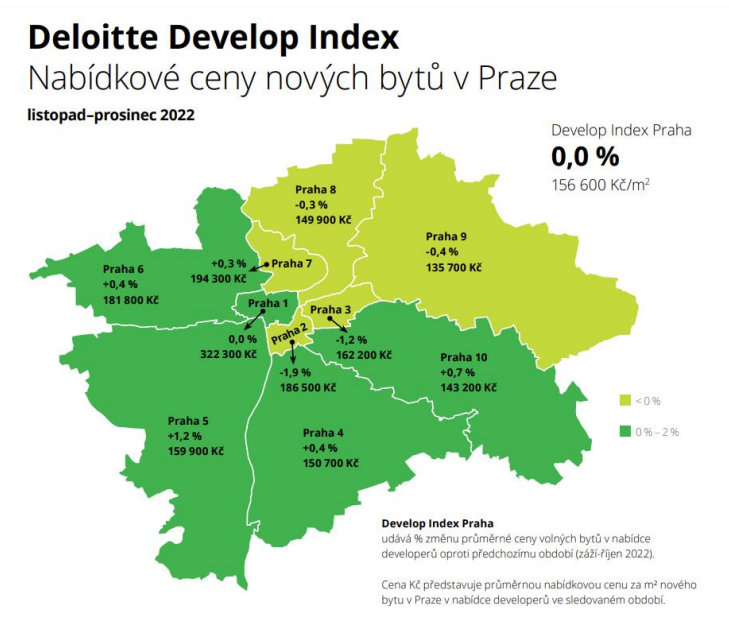 Deloitte Develop Index
Nabídkové ceny nových bytů v Praze
listopad–prosinec 2022
Develop Index Praha
0,0 %
156 600 Kč/m²
Praha 8
-0,3 %
149 900 Kč
Praha 9
-0,4 %
135 700 Kč
Praha 6
+0,4 %
181 800 Kč
+0,3 %
194 300 Kč
Praha 7
Praha 1
0,0 %
322 300 Kč
Praha 3
-1,2 %
162 200 Kč
Praha 2
-1,9 %
186 500 Kč
Praha 10
+0,7 %
143 200 Kč
Praha 5
+1,2 %
159 900 Kč
Praha 4
+0,4 %
150 700 Kč
< 0 %
0 % – 2 %
Develop Index Praha
udává % změnu průměrné ceny volných bytů v nabídce
developerů oproti předchozímu období (záží-říjen 2022).
Cena Kč představuje průměrnou nabídkovou cenu za m² nového
bytu v Praze v nabídce developerů ve sledovaném období.